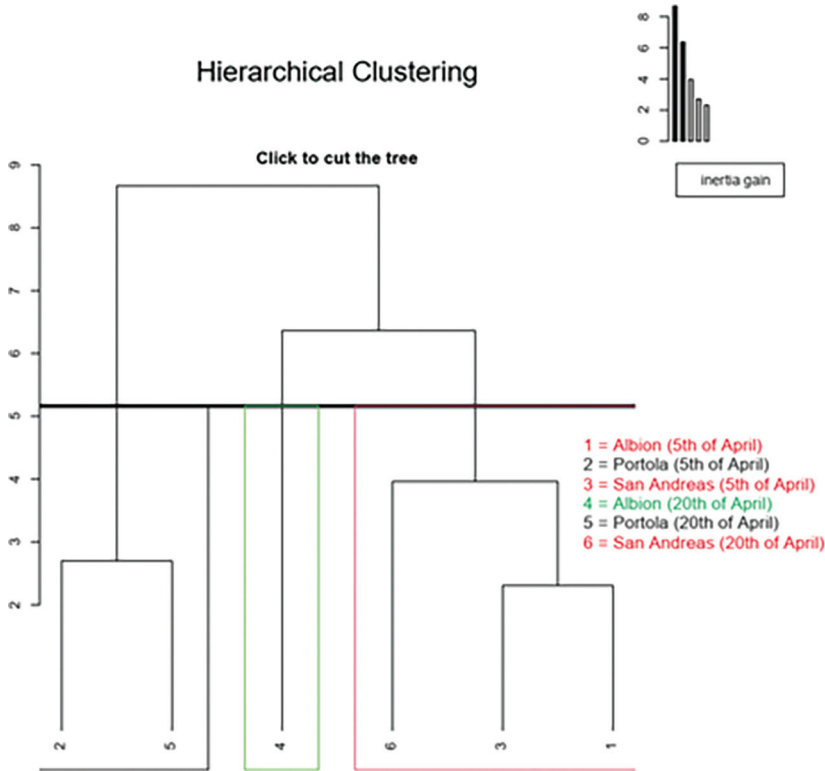 Hierarchical Clustering
0 2 4 6 8
inertia gain
Click to cut the tree
2 3 4 5 6 7 8 9
1 = Albion (5th of April)
2 = Portola (5th of April)
3 = San Andreas (5th of April)
4 = Albion (20th of April)
5 = Portola (20th of April)
6 = San Andreas (20th of April)
2 5 4 6 3 1